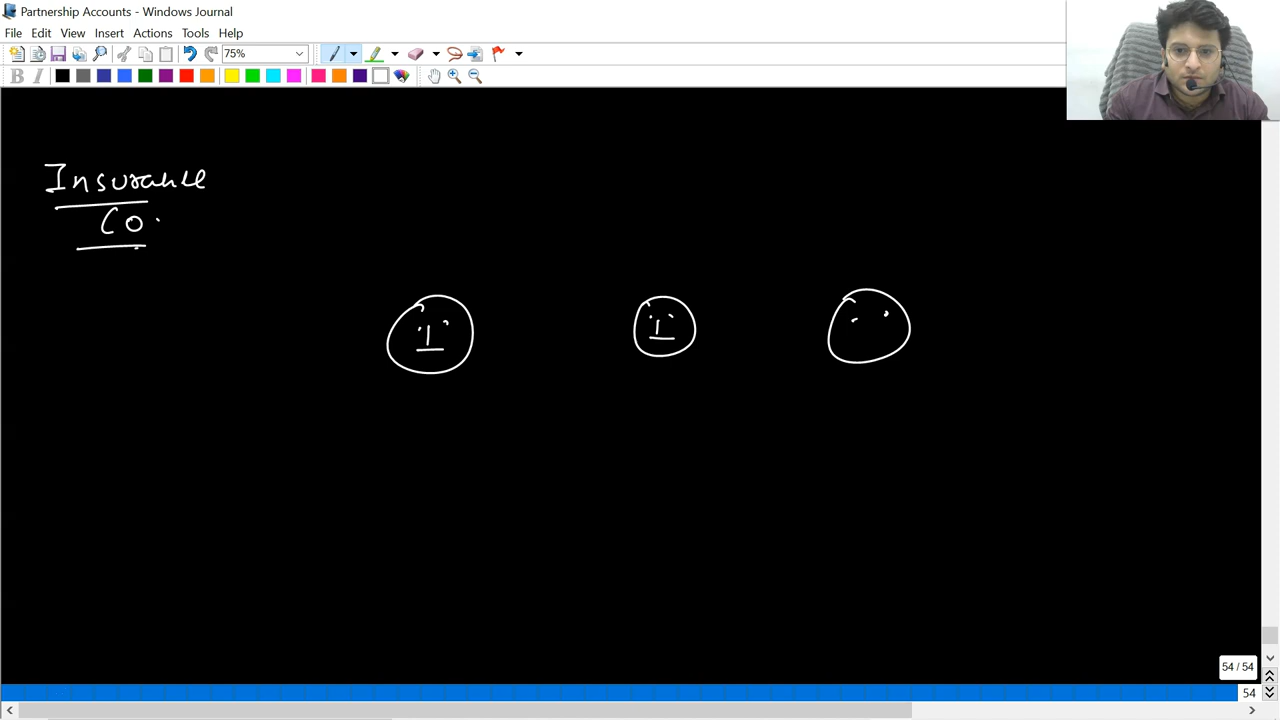 Partnership Accounts - Windows Journal
File Edit View Insert Actions Tools Help
75%
B I
Insurance
Co.
54 / 54
54